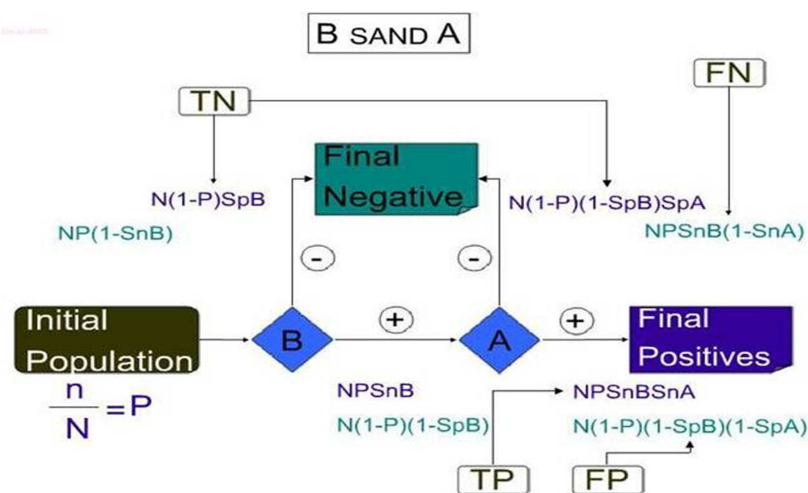 B SAND A
TN
FN
Final
Negative
N(1-P)SpB
N(1-P)(1-SpB)SpA
NP(1-SnB)
NPSnB(1-SnA)
-
-
Initial
Population
B
+
A
+
Final
Positives
n
N
=P
NPSnB
NPSnBSnA
N(1-P)(1-SpB)
N(1-P)(1-SpB)(1-SpA)
TP
FP